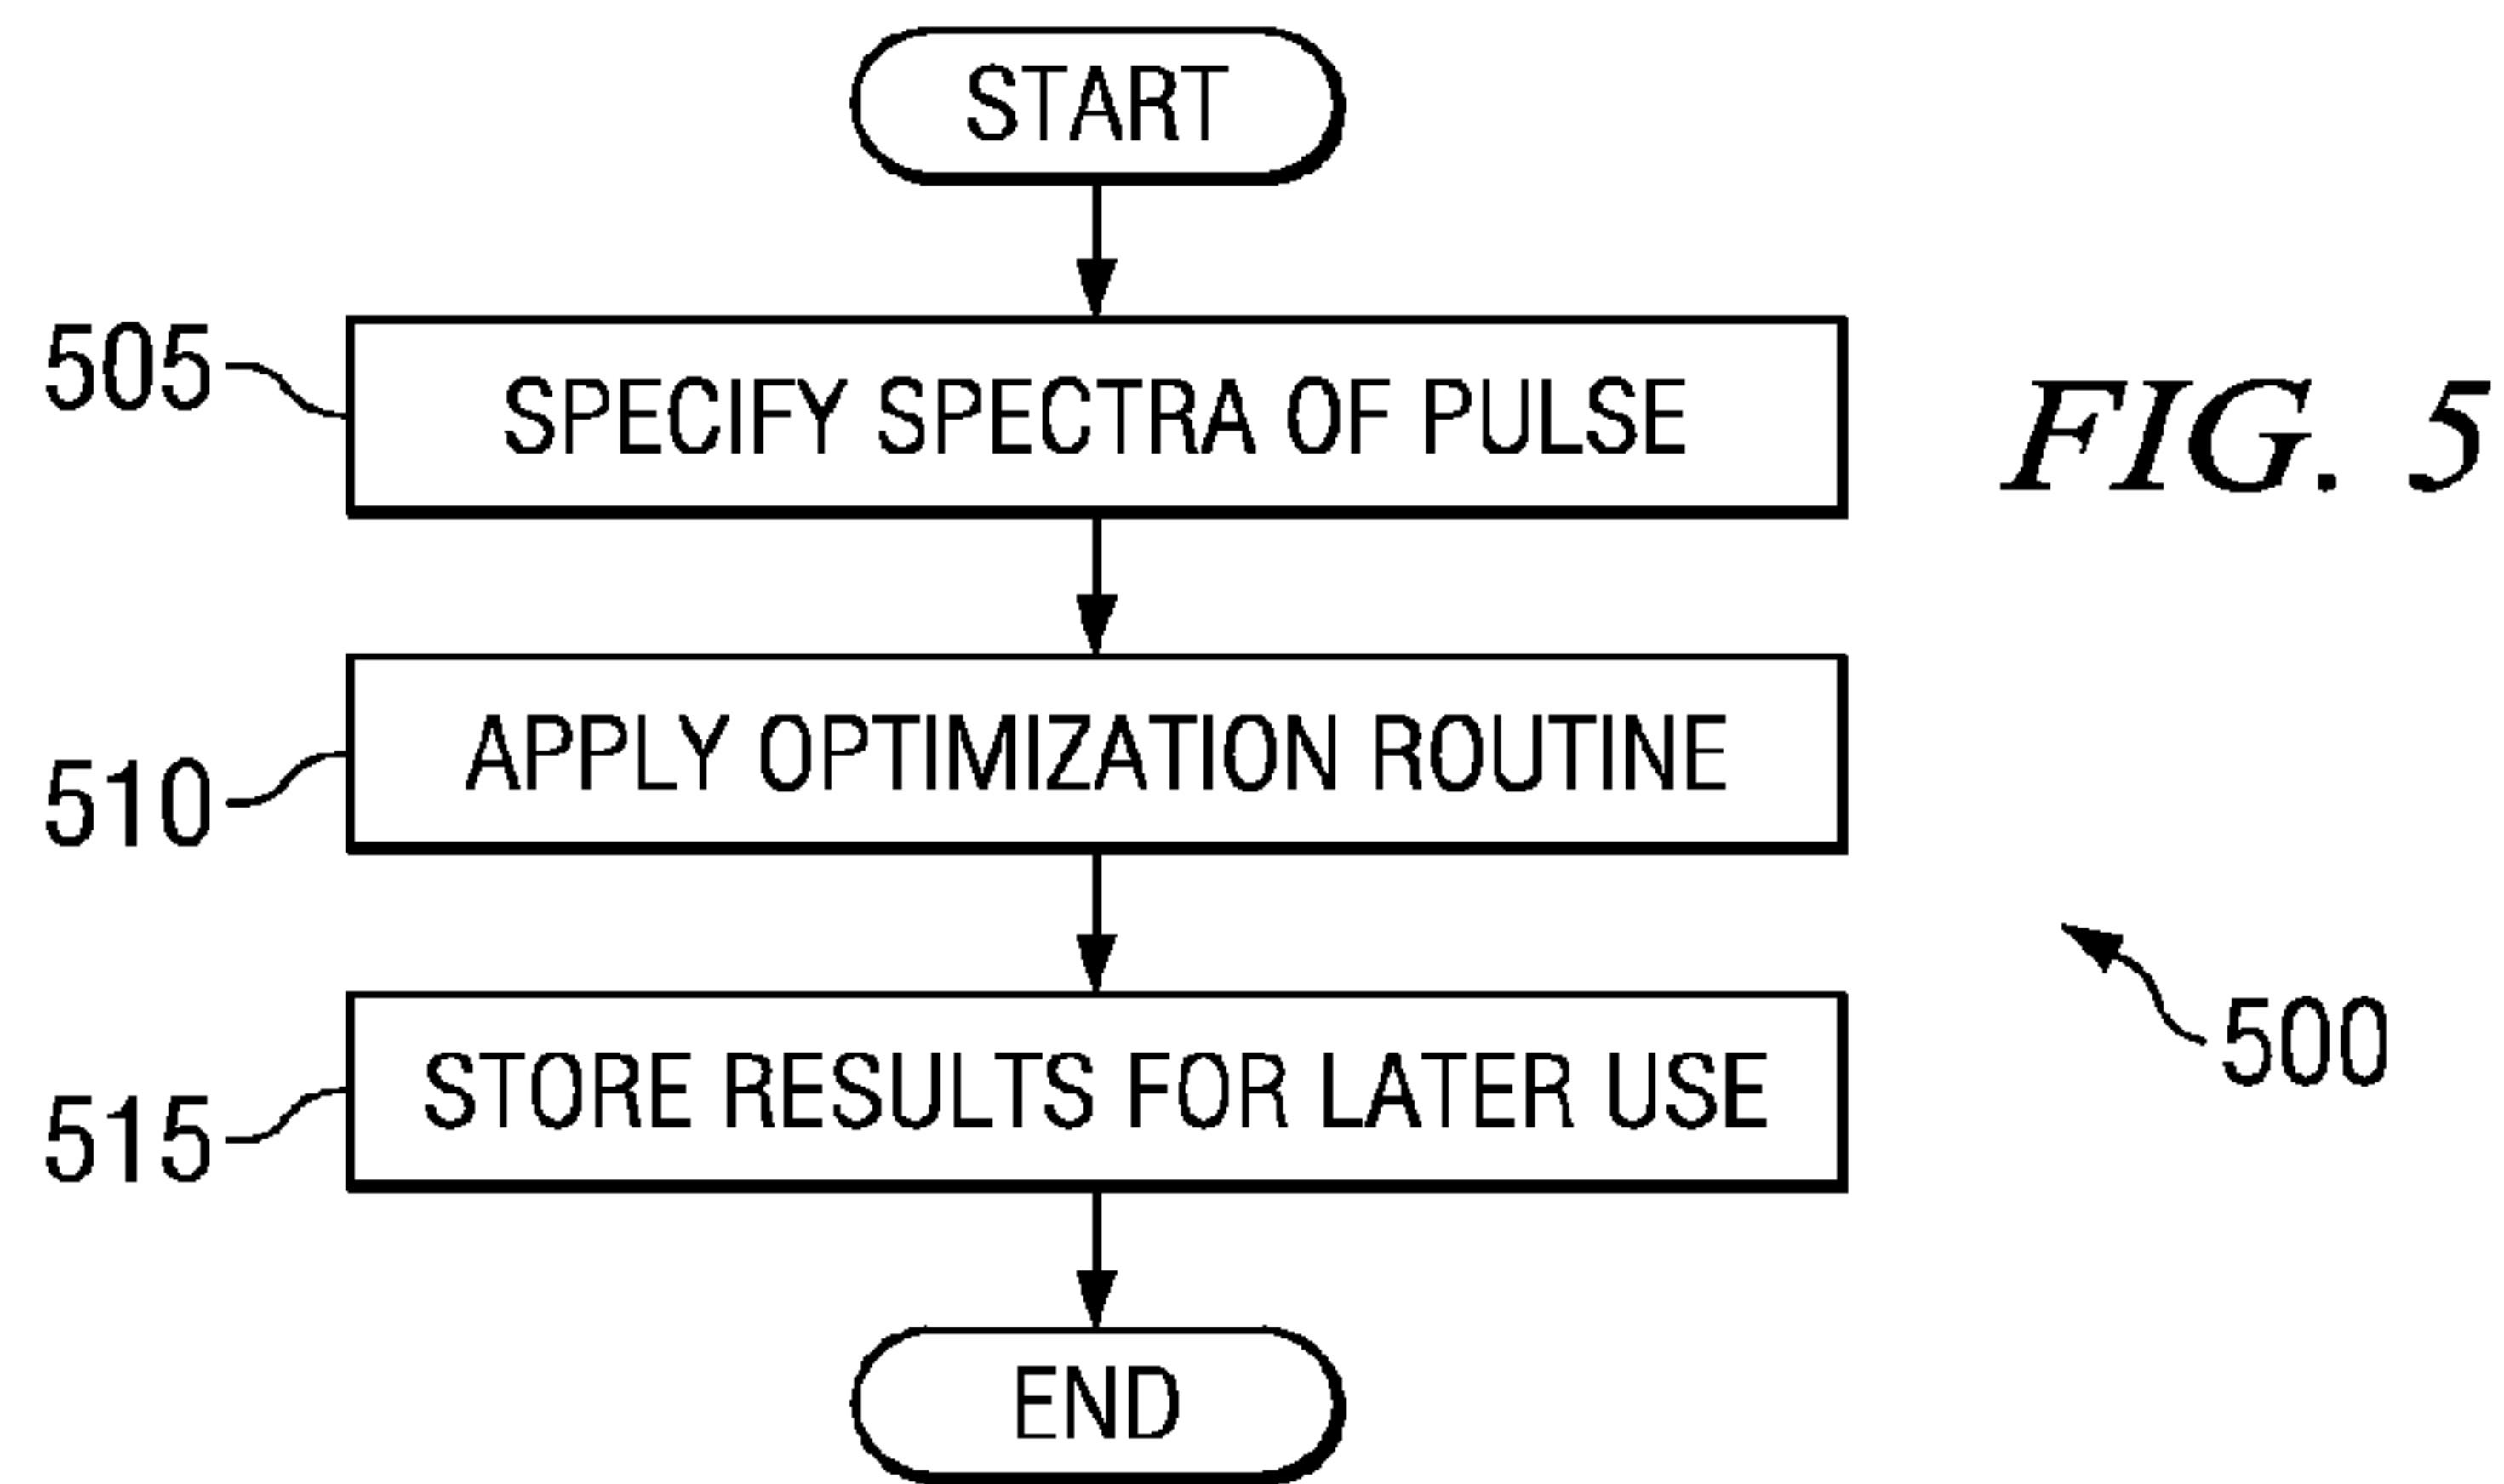 START
505
SPECIFY SPECTRA OF PULSE
FIG. 5
510
APPLY OPTIMIZATION ROUTINE
515
STORE RESULTS FOR LATER USE
500
END